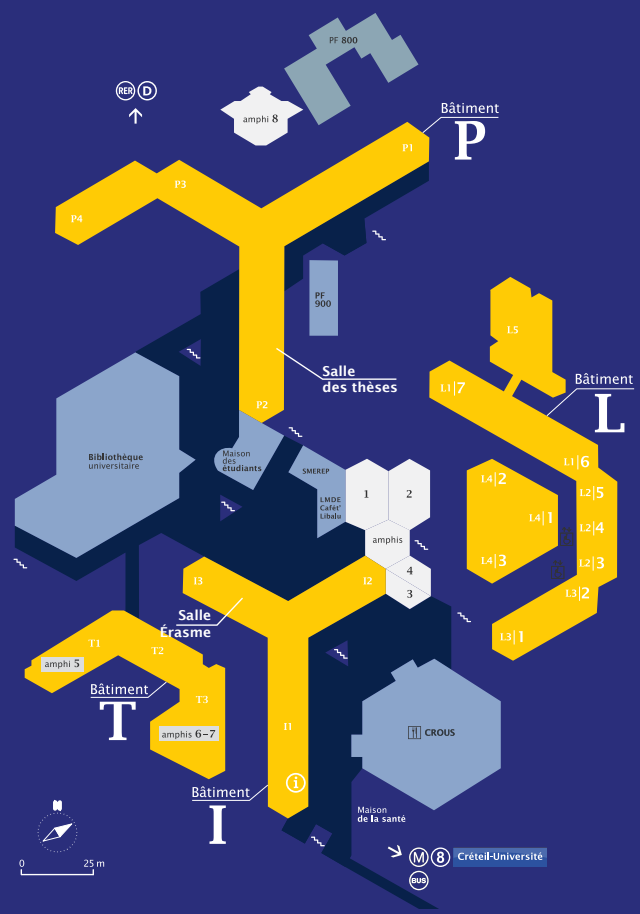 PF 800
RER D
amphi 8
Bâtiment
P
P1
P3
P4
PF
900
L5
Salle
des thèses
Bâtiment
L
L1|7
P2
Maison
des
étudiants
SMEREP
Bibliothèque
universitaire
L1|6
L4|2
L2|5
1
2
LMDE
Cafèt'
Libalu
L4|1
L2|4
amphis
L4|3
L2|3
4
3
I3
I2
L3|2
Salle
Érasme
L3|1
T1
T2
amphi 5
Bâtiment
T
T3
amphis 6-7
I1
CROUS
i
Bâtiment
I
Maison
de la santé
N
0
25 m
M 8 Créteil-Université
BUS